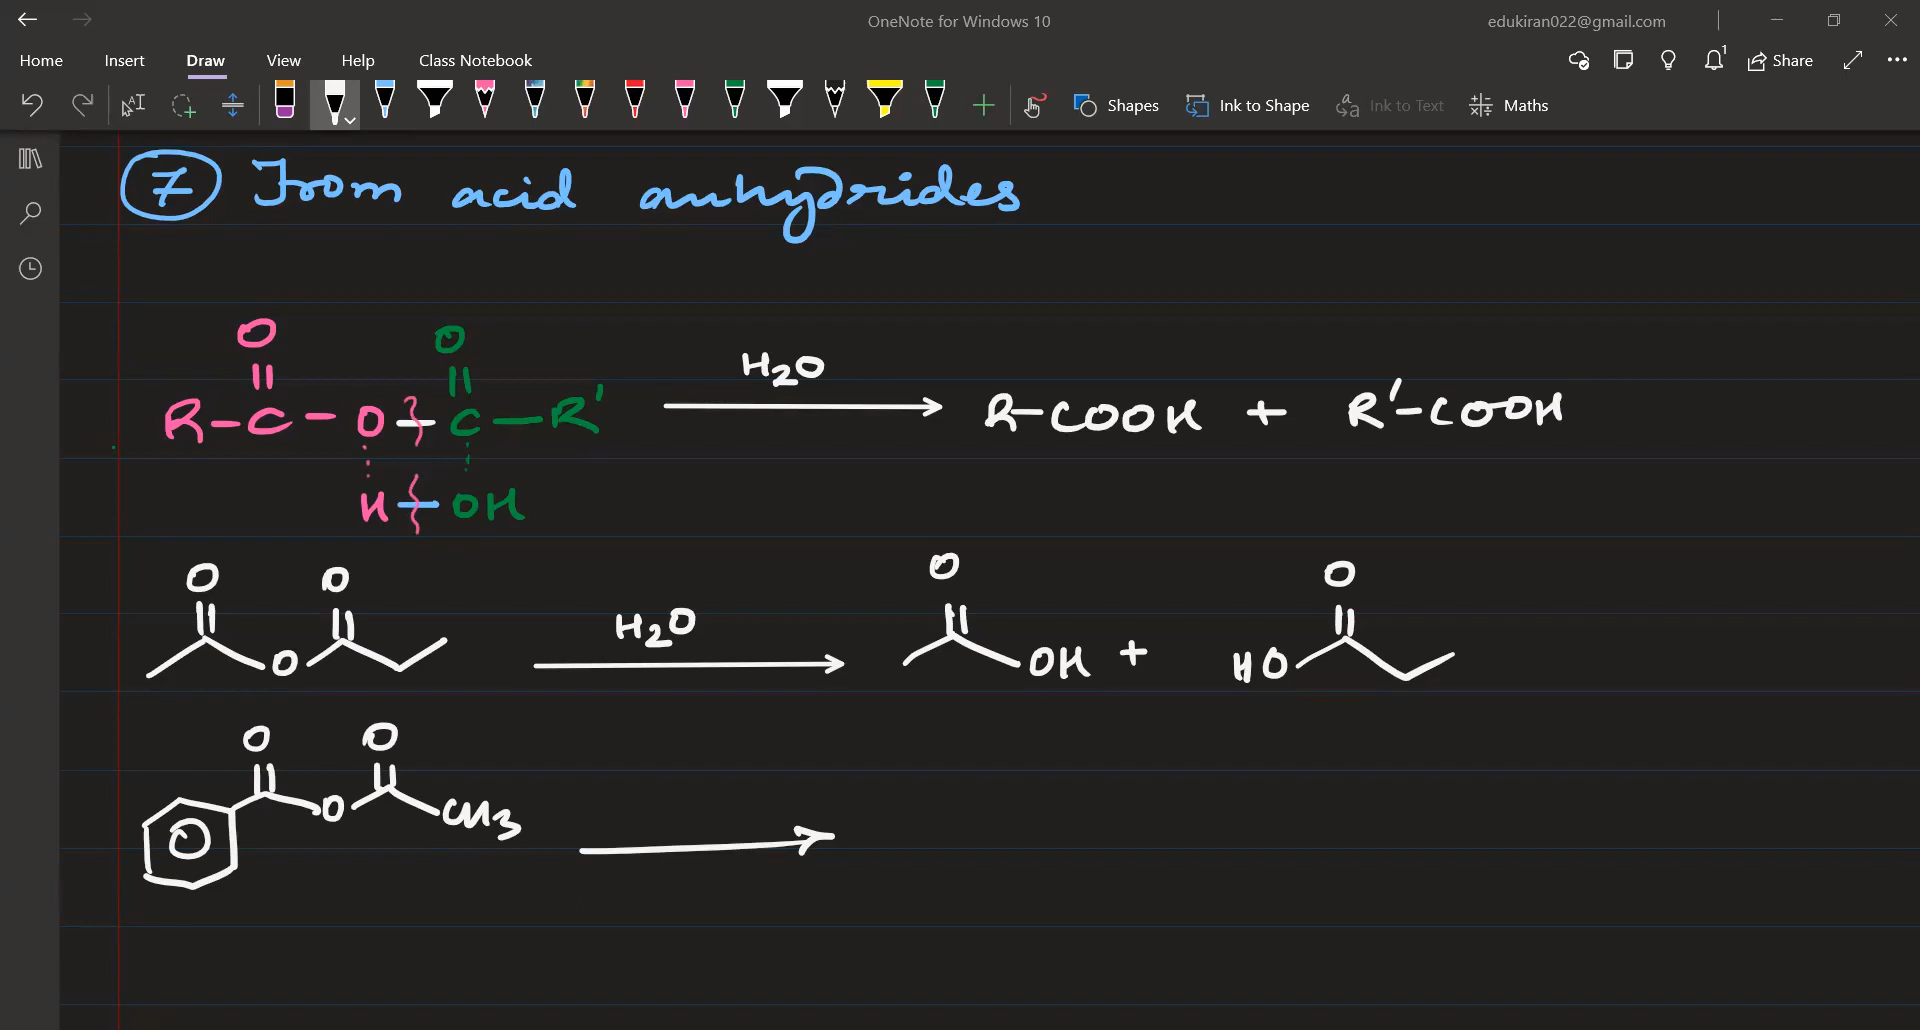 OneNote for Windows 10
edukiran022@gmail.com
Home Insert Draw View Help Class Notebook
1 Share
Shapes Ink to Shape Ink to Text Maths
7 From acid anhydrides
O O
R-C-O-C-R' H2O R-COOH + R'-COOH
H-OH
O O O O
O H2O OH + HO
O O
O CH3